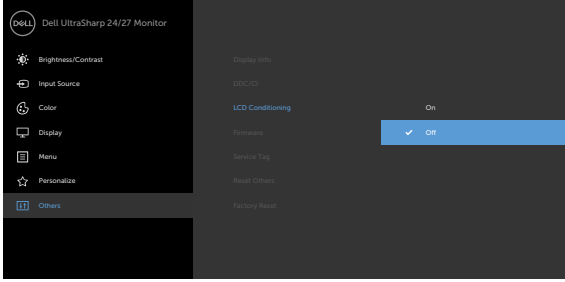 DELL
Dell UltraSharp 24/27 Monitor
Brightness/Contrast
Display Info
Input Source
DDC/CI
Color
LCD Conditioning
On
Display
Firmware
Off
Menu
Service Tag
Personalize
Reset Others
Others
Factory Reset